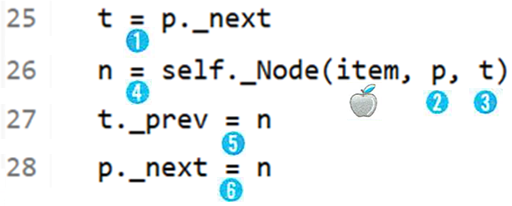 25 t = p._next
1
26 n = self._Node(item, p, t)
4 2 3
27 t._prev = n
5
28 p._next = n
6